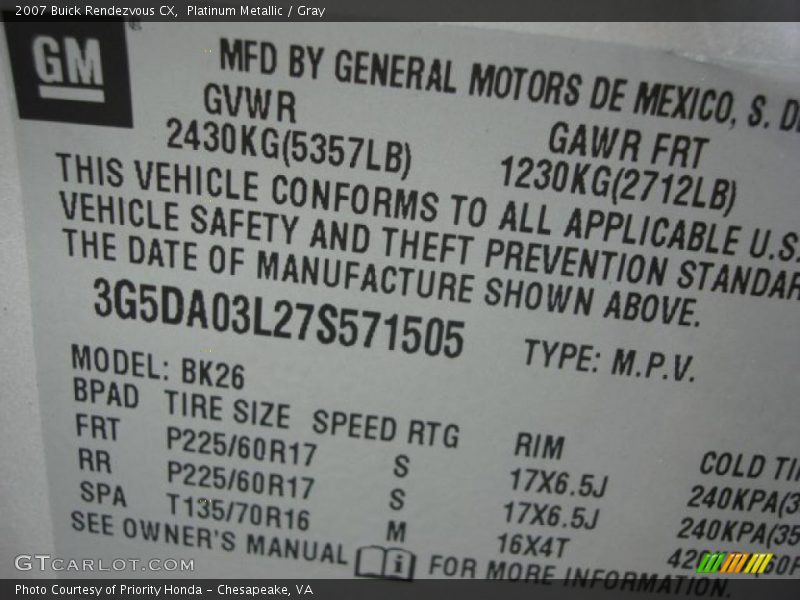 2007 Buick Rendezvous CX,  Platinum Metallic / Gray
GM
MFD BY GENERAL MOTORS DE MEXICO, S. DE
GVWR GAWR FRT
2430KG(5357LB) 1230KG(2712LB)
THIS VEHICLE CONFORMS TO ALL APPLICABLE U.S.
VEHICLE SAFETY AND THEFT PREVENTION STANDAR
THE DATE OF MANUFACTURE SHOWN ABOVE.
3G5DA03L27S571505 TYPE: M.P.V.
MODEL: BK26
BPAD TIRE SIZE SPEED RTG RIM COLD TI
FRT P225/60R17 S 17X6.5J 240KPA(3
RR P225/60R17 S 17X6.5J 240KPA(35
SPA T135/70R16 M 16X4T
SEE OWNER'S MANUAL i FOR MORE INFORMATION.
GTCARLOT.COM
Photo Courtesy of Priority Honda - Chesapeake, VA